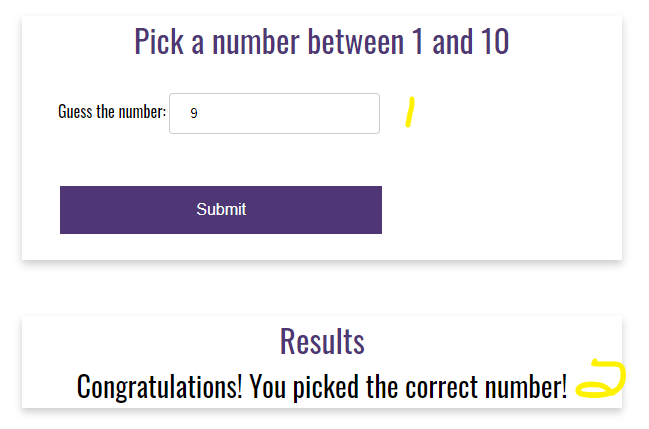 Pick a number between 1 and 10
Guess the number: 9 1
Submit
Results
Congratulations! You picked the correct number! 2